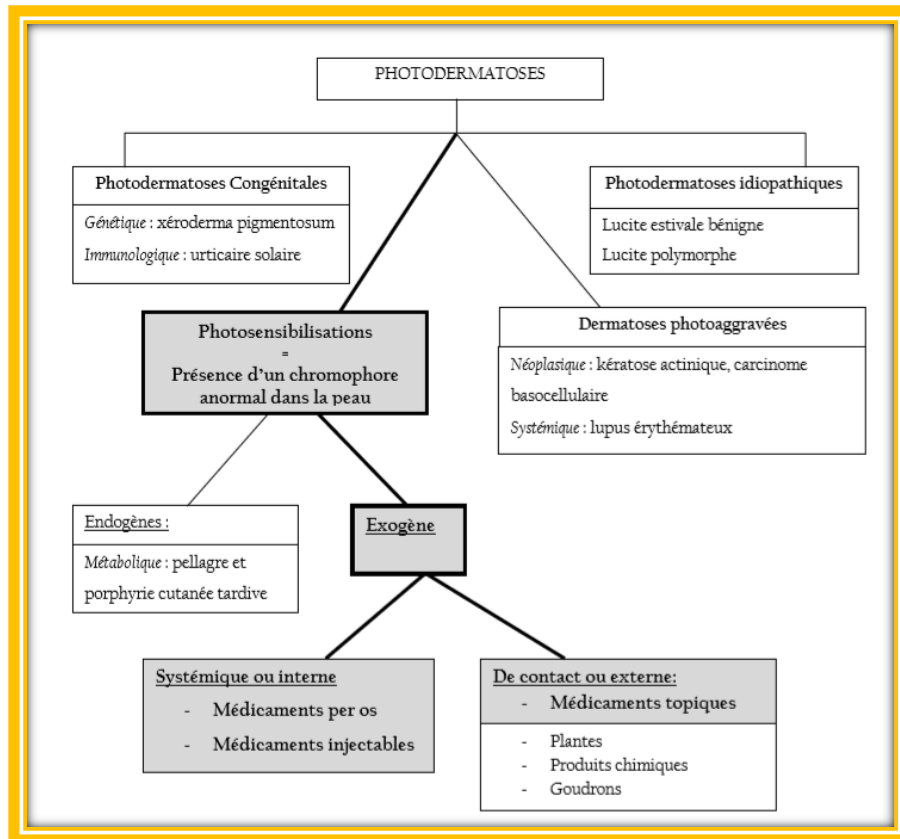 PHOTODERMATOSES
Photodermatoses Congénitales
Génétique : xéroderma pigmentosum
Immunologique : urticaire solaire
Photodermatoses idiopathiques
Lucite estivale bénigne
Lucite polymorphe
Photosensibilisations
=
Présence d'un chromophore
anormal dans la peau
Dermatoses photoaggravées
Néoplasique : kératose actinique, carcinome
basocellulaire
Systémique : lupus érythémateux
Endogènes :
Métabolique : pellagre et
porphyrie cutanée tardive
Exogène
Systémique ou interne
- Médicaments per os
- Médicaments injectables
De contact ou externe:
- Médicaments topiques
- Plantes
- Produits chimiques
- Goudrons